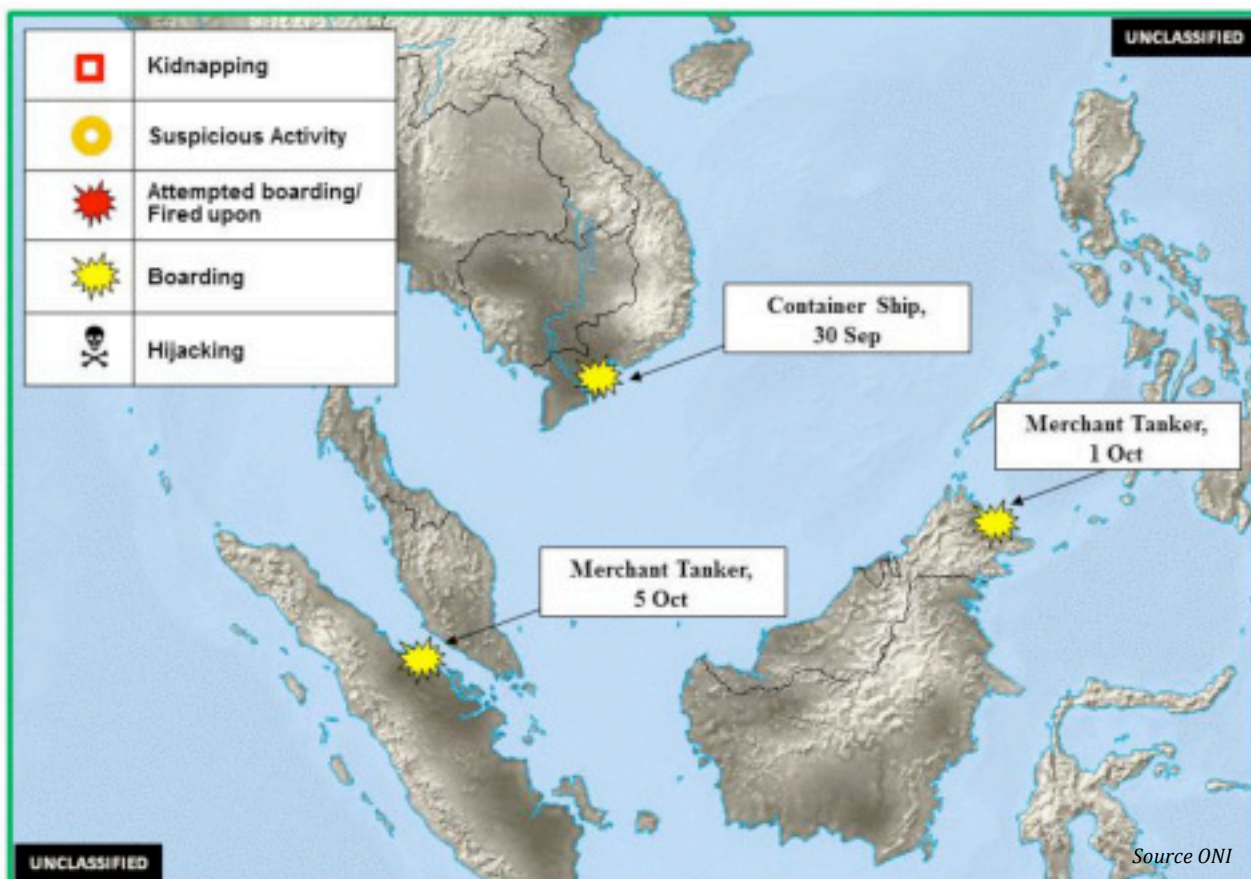 UNCLASSIFIED
Kidnapping
Suspicious Activity
Attempted boarding/
Fired upon
Boarding
Hijacking
Container Ship,
30 Sep
Merchant Tanker,
1 Oct
Merchant Tanker,
5 Oct
UNCLASSIFIED
Source ONI